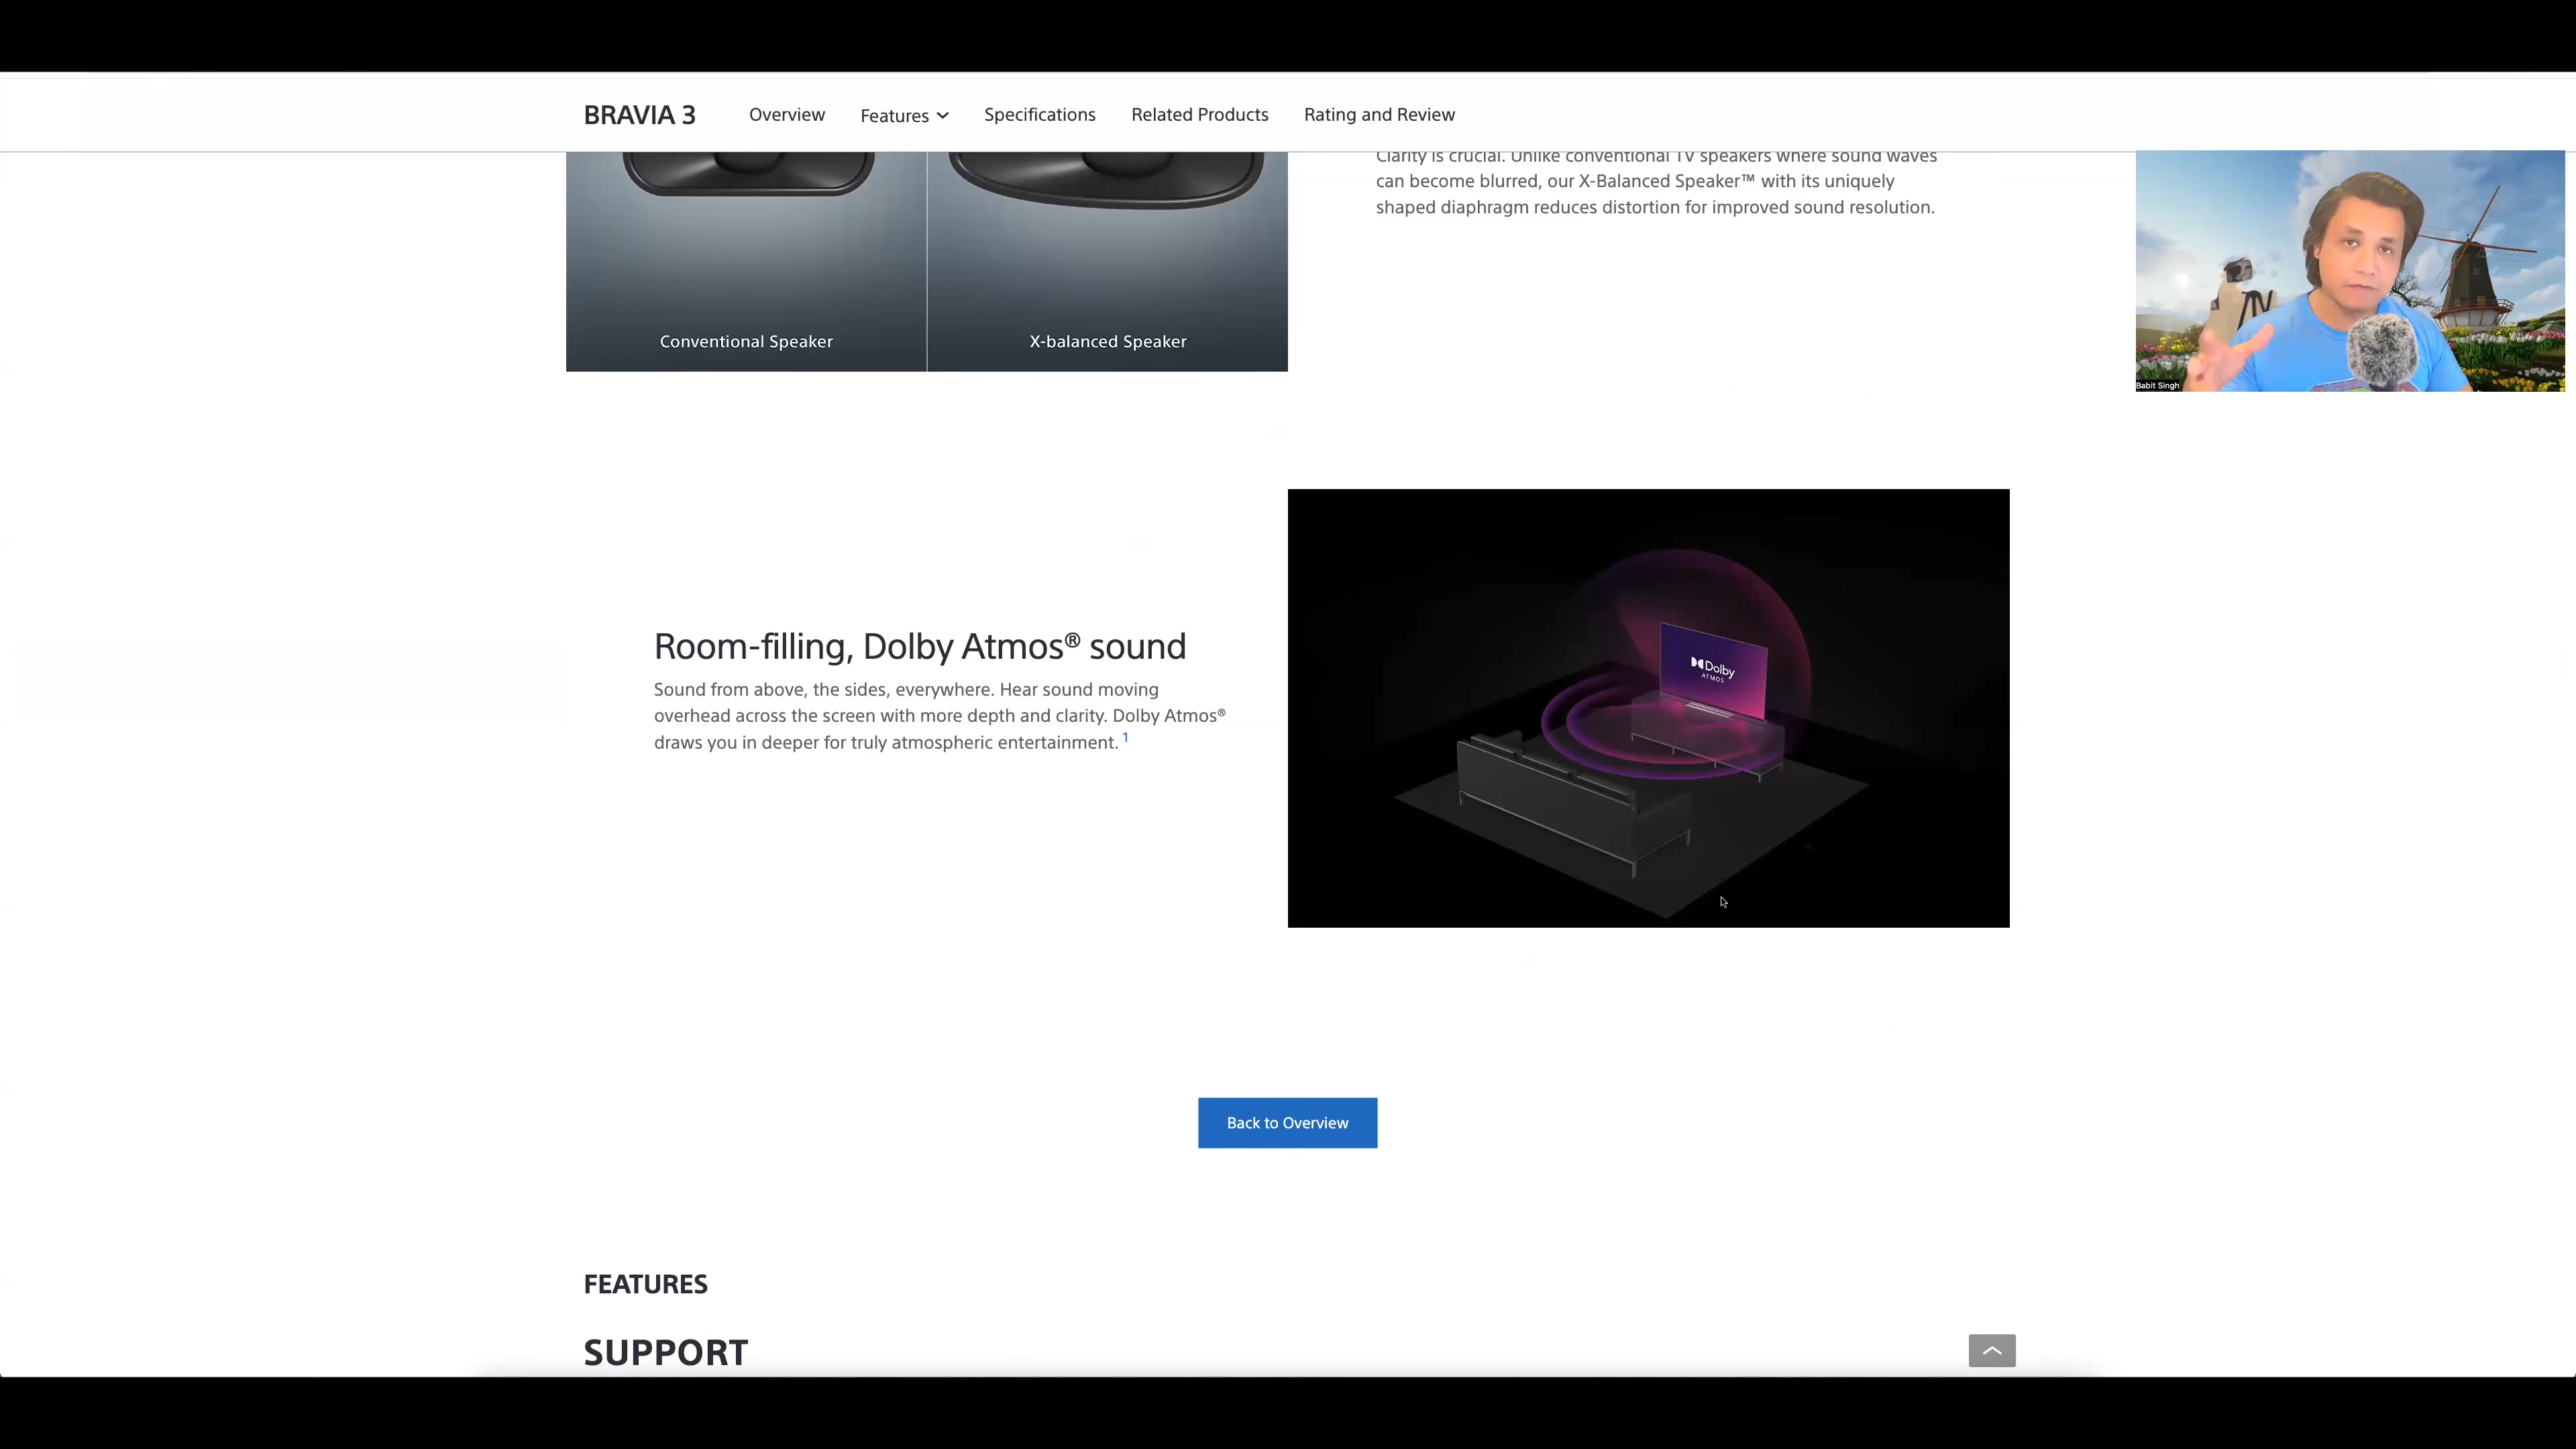 BRAVIA 3 Overview Features Specifications Related Products Rating and Review
Clarity is crucial. Unlike conventional TV speakers where sound waves
can become blurred, our X-Balanced Speaker™ with its uniquely
shaped diaphragm reduces distortion for improved sound resolution.
Conventional Speaker
X-balanced Speaker
Babit Singh
Room-filling, Dolby Atmos® sound
Sound from above, the sides, everywhere. Hear sound moving
overhead across the screen with more depth and clarity. Dolby Atmos®
draws you in deeper for truly atmospheric entertainment. 1
Dolby
ATMOS
Back to Overview
FEATURES
SUPPORT